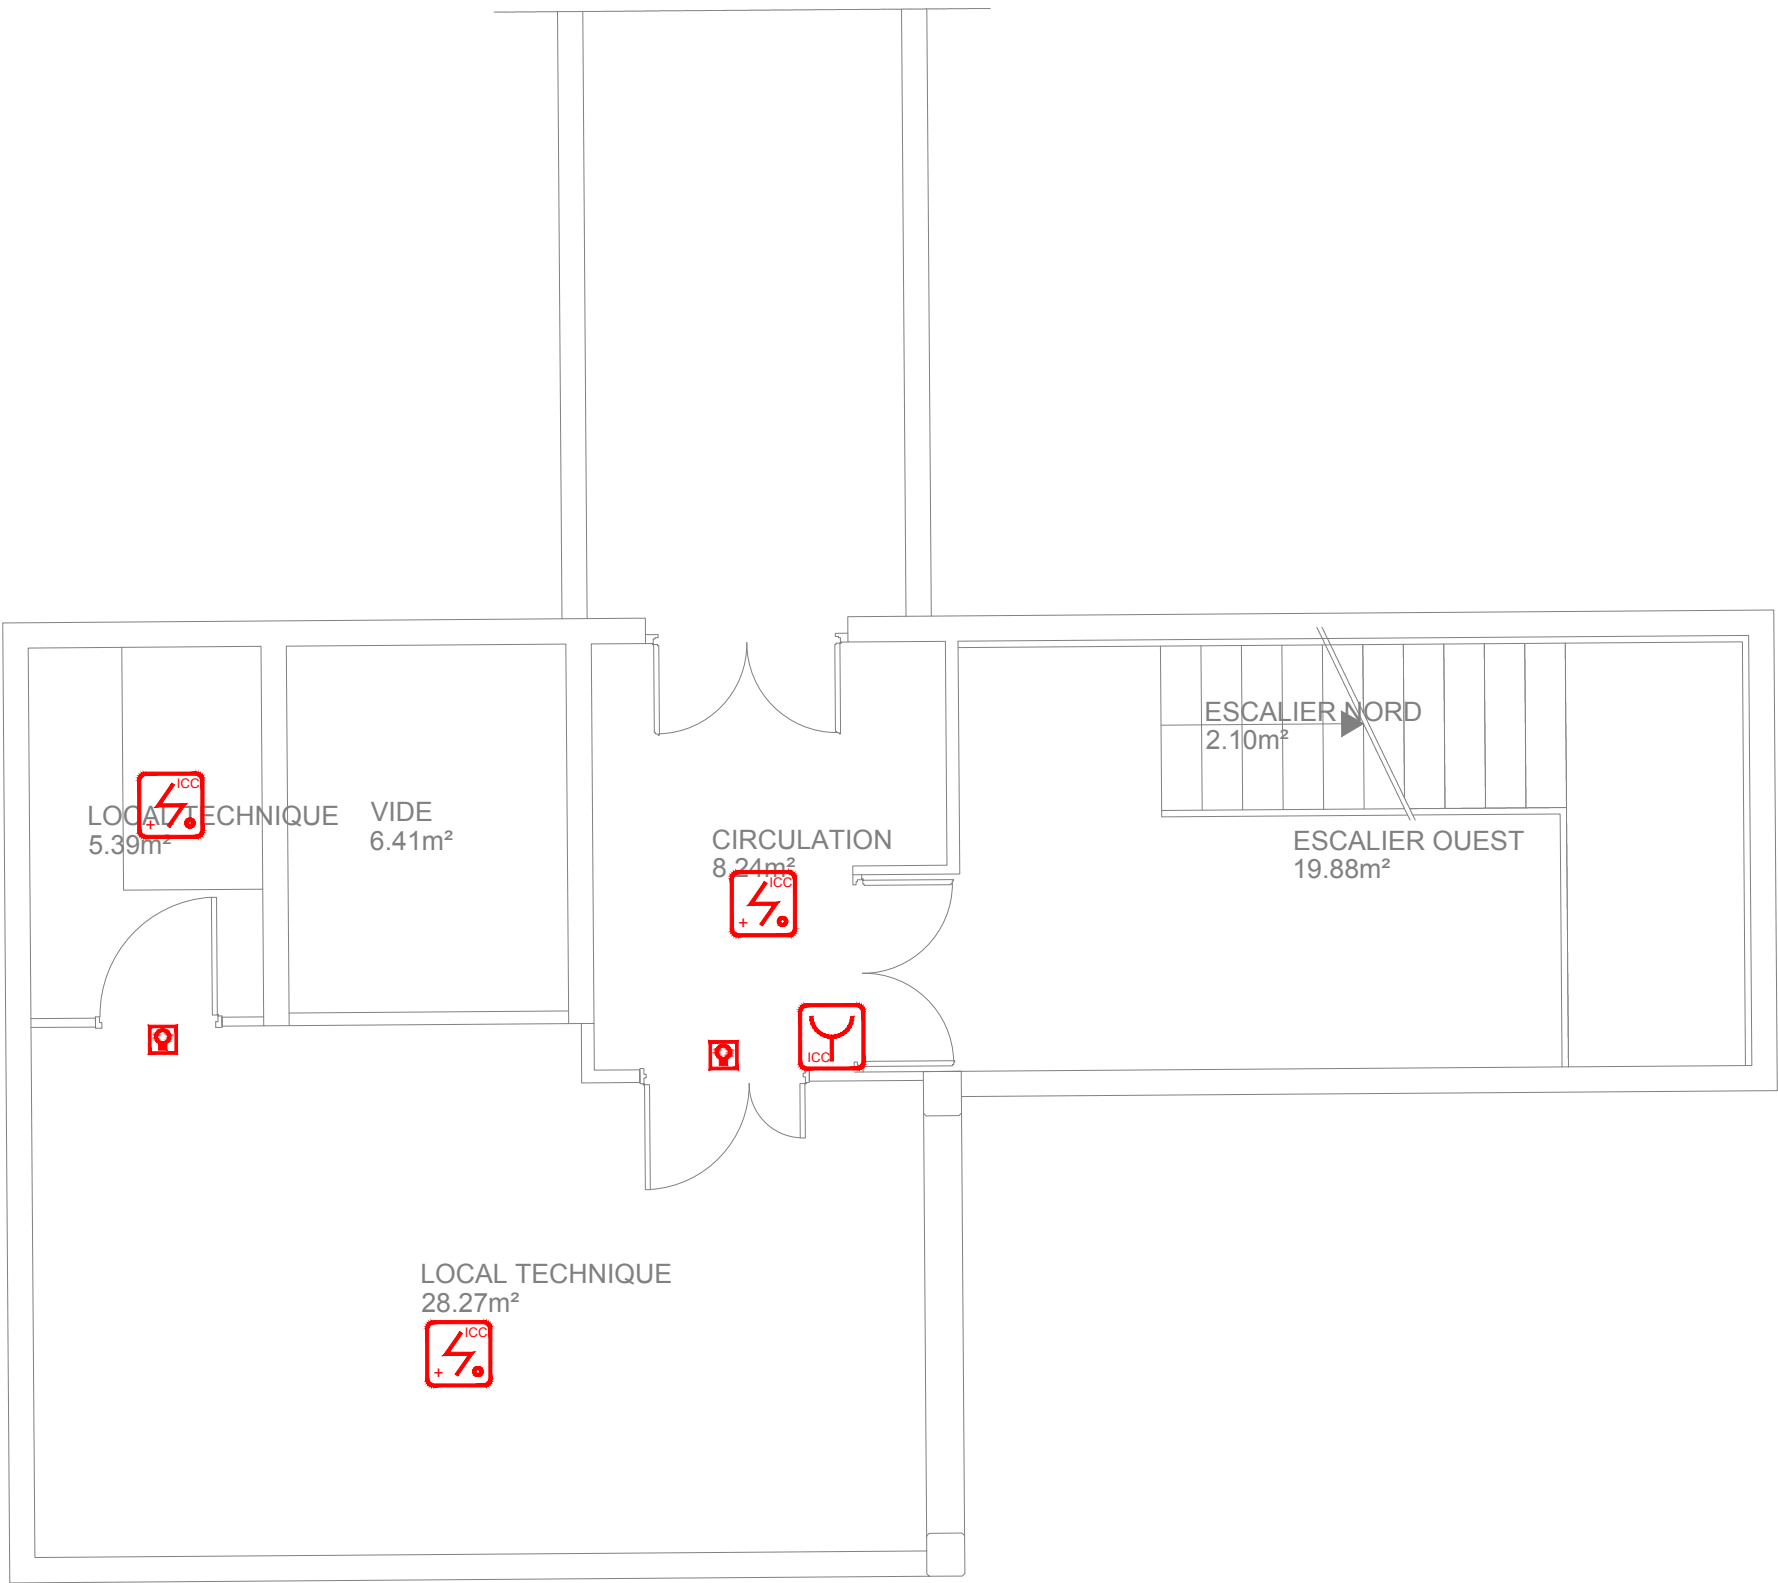 ESCALIER NORD
2.10m²
ICC
+
LOCAL TECHNIQUE
5.39m²
VIDE
6.41m²
CIRCULATION
8.24m²
ICC
+
ESCALIER OUEST
19.88m²
ICC
LOCAL TECHNIQUE
28.27m²
ICC
+